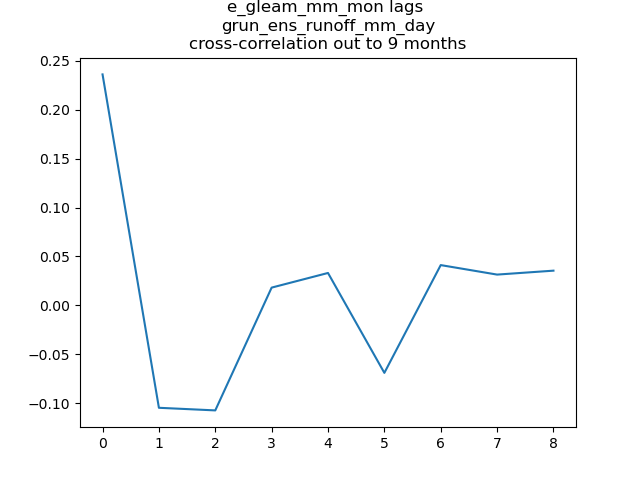 e_gleam_mm_mon lags
grun_ens_runoff_mm_day
cross-correlation out to 9 months
0.25
0.20
0.15
0.10
0.05
0.00
−0.05
−0.10
0 1 2 3 4 5 6 7 8